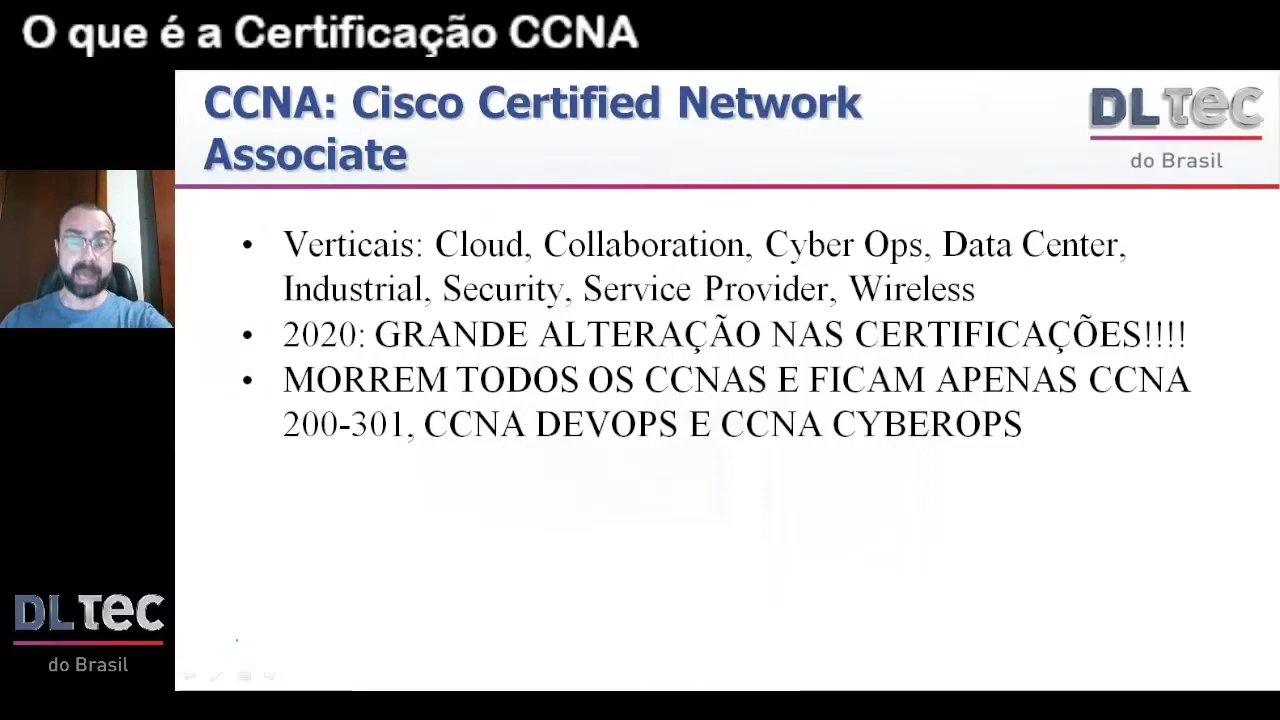 O que é a Certificação CCNA
CCNA: Cisco Certified Network
Associate
DLTEC
do Brasil
• Verticais: Cloud, Collaboration, Cyber Ops, Data Center,
Industrial, Security, Service Provider, Wireless
• 2020: GRANDE ALTERAÇÃO NAS CERTIFICAÇÕES!!!!
• MORREM TODOS OS CCNAS E FICAM APENAS CCNA
200-301, CCNA DEVOPS E CCNA CYBEROPS
DLTEC
do Brasil